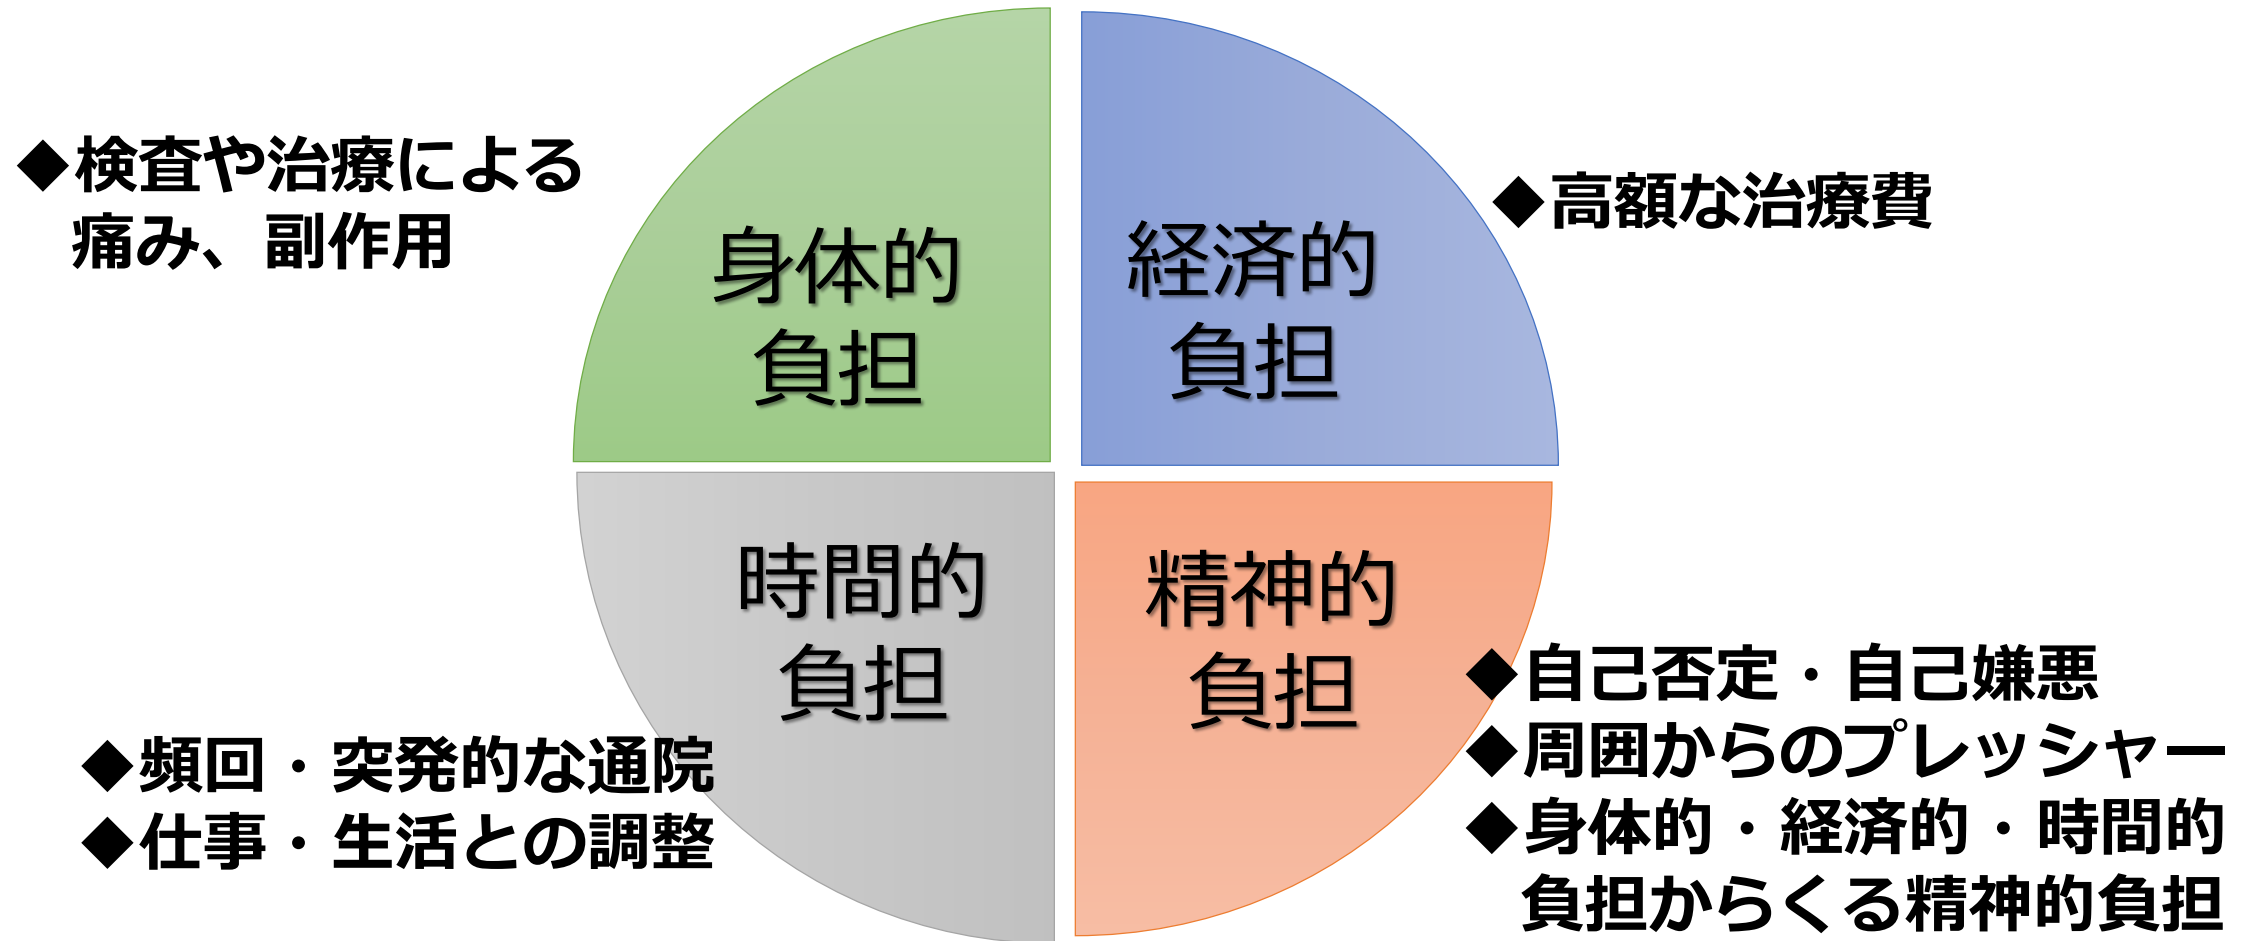 ◆検査や治療による
痛み、副作用
身体的
負担
経済的
負担
◆高額な治療費
時間的
負担
◆頻回・突発的な通院
◆仕事・生活との調整
精神的
負担
◆自己否定・自己嫌悪
◆周囲からのプレッシャー
◆身体的・経済的・時間的
負担からくる精神的負担